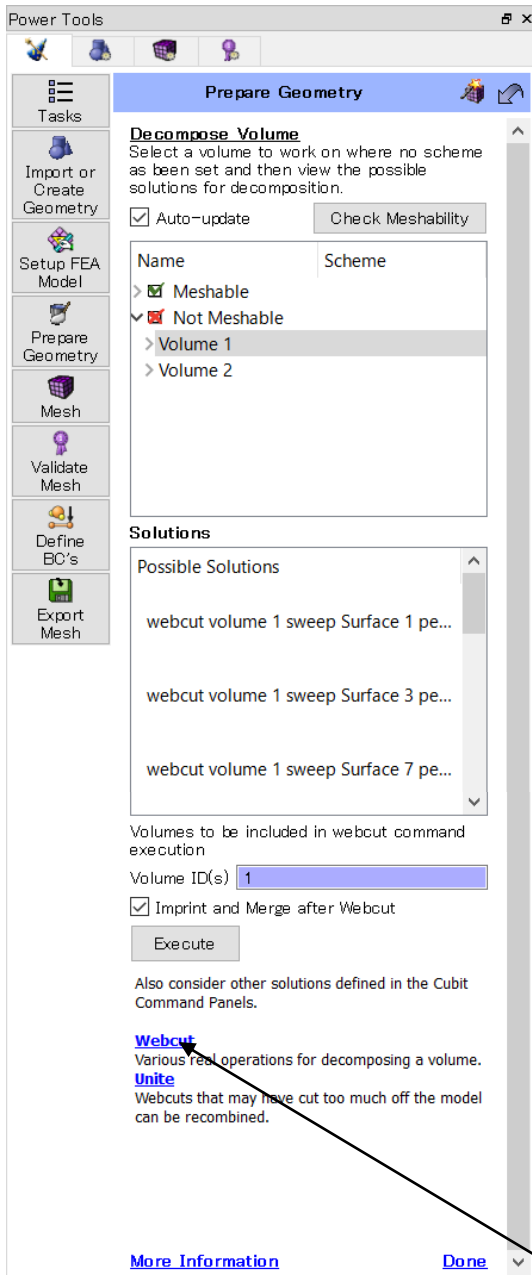 Power Tools
Prepare Geometry
Tasks
Import or
Create
Geometry
Setup FEA
Model
Prepare
Geometry
Mesh
Validate
Mesh
Define
BC's
Export
Mesh
Decompose Volume
Select a volume to work on where no scheme
as been set and then view the possible
solutions for decomposition.
Auto-update
Check Meshability
Name Scheme
Meshable
Not Meshable
Volume 1
Volume 2
Solutions
Possible Solutions
webcut volume 1 sweep Surface 1 pe...
webcut volume 1 sweep Surface 3 pe...
webcut volume 1 sweep Surface 7 pe...
Volumes to be included in webcut command
execution
Volume ID(s) 1
Imprint and Merge after Webcut
Execute
Also consider other solutions defined in the Cubit
Command Panels.
Webcut
Various real operations for decomposing a volume.
Unite
Webcuts that may have cut too much off the model
can be recombined.
More Information Done